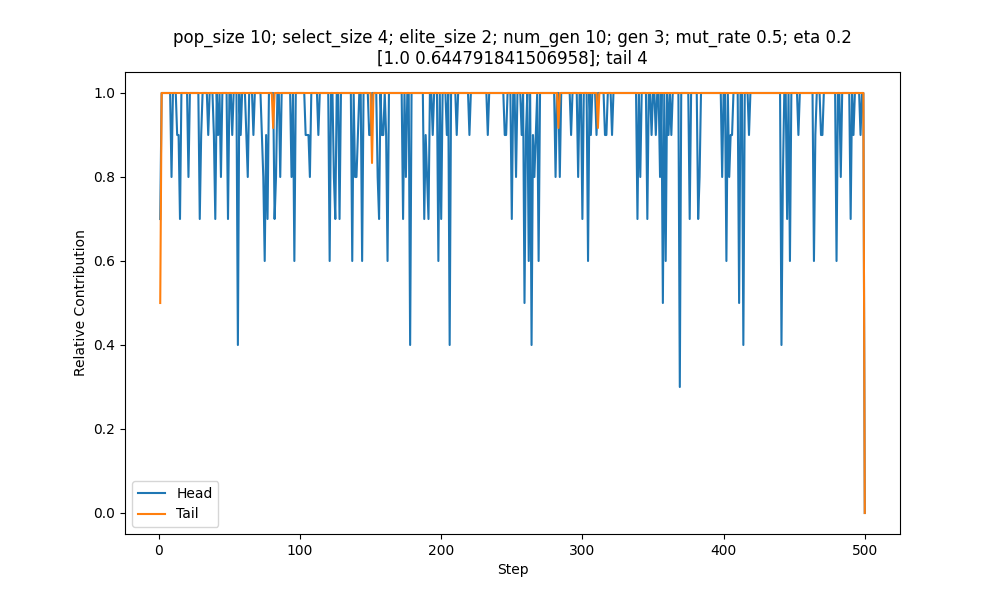 pop_size 10; select_size 4; elite_size 2; num_gen 10; gen 3; mut_rate 0.5; eta 0.2
[1.0 0.644791841506958]; tail 4
1.0
0.8
0.6
0.4
0.2
0.0
Relative Contribution
Head
Tail
0 100 200 300 400 500
Step